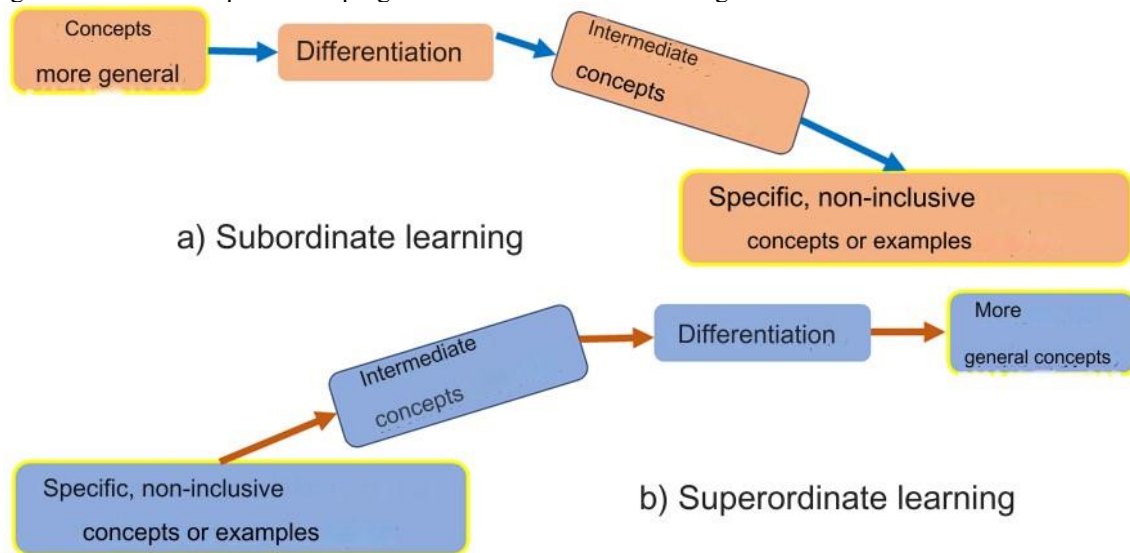 Concepts
more general
Differentiation
Intermediate
concepts
Specific, non-inclusive
concepts or examples
a) Subordinate learning
More
general concepts
Differentiation
Intermediate
concepts
Specific, non-inclusive
concepts or examples
b) Superordinate learning